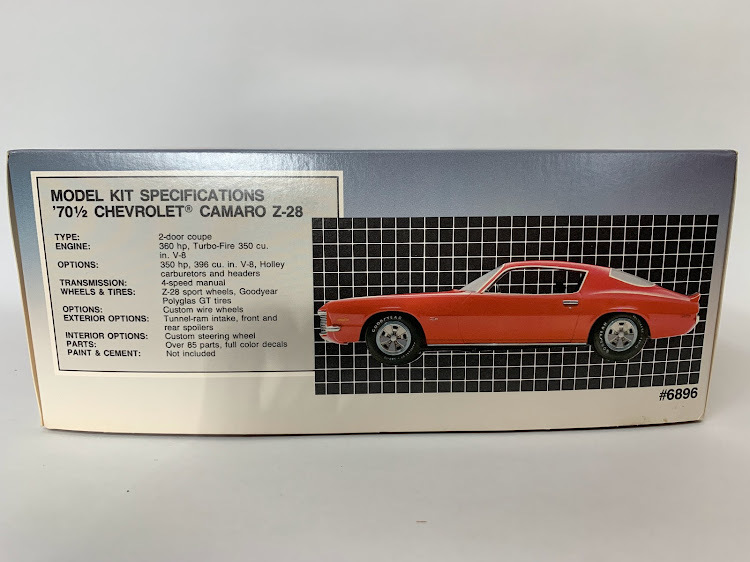 MODEL KIT SPECIFICATIONS
'70½ CHEVROLET® CAMARO Z-28
TYPE: 2-door coupe
ENGINE: 360 hp, Turbo-Fire 350 cu.
in. V-8
OPTIONS: 350 hp, 396 cu. in. V-8, Holley
carburetors and headers
TRANSMISSION: 4-speed manual
WHEELS & TIRES: Z-28 sport wheels, Goodyear
Polyglas GT tires
OPTIONS: Custom wire wheels
EXTERIOR OPTIONS: Tunnel-ram intake, front and
rear spoilers
INTERIOR OPTIONS: Custom steering wheel
PARTS: Over 85 parts, full color decals
PAINT & CEMENT: Not included
GOODYEAR
#6896